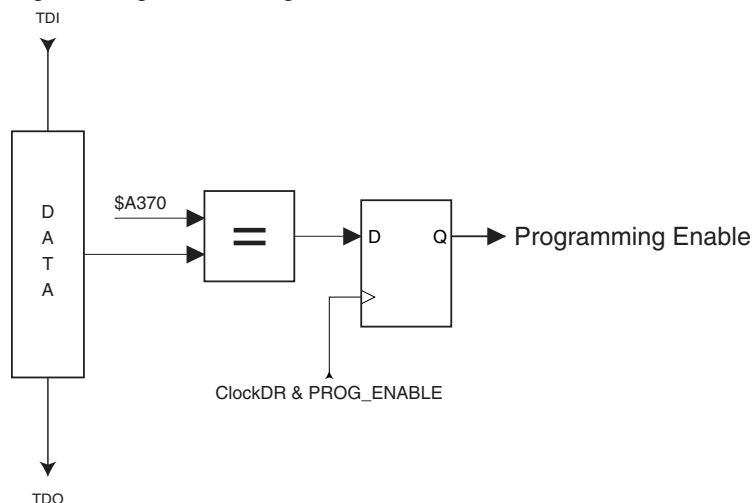 TDI
D
A
T
A
$A370
=
D
Q
Programming Enable
ClockDR & PROG_ENABLE
TDO